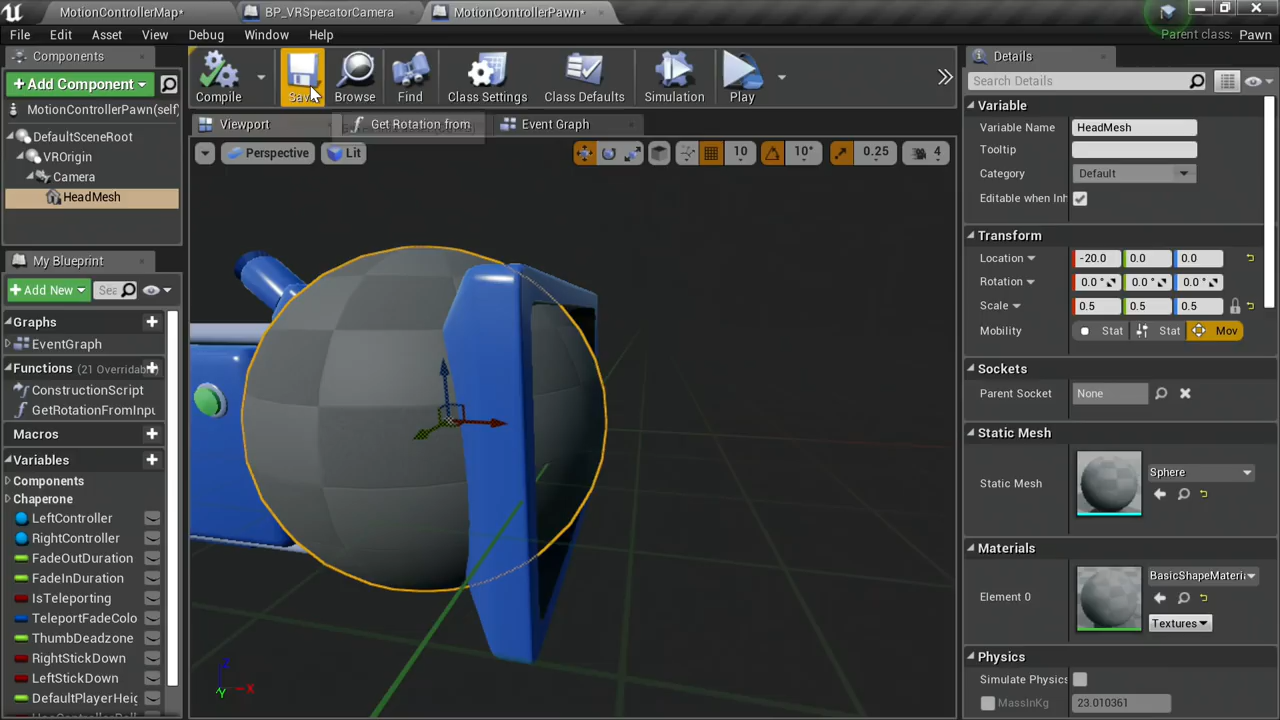 MotionControllerMap*
BP_VRSpecatorCamera
MotionControllerPawn*
File Edit Asset View Debug Window Help
Parent class: Pawn
Components
Add Component
MotionControllerPawn(self)
DefaultSceneRoot
VROrigin
Camera
HeadMesh
Compile
Save
Browse
Find
Class Settings
Class Defaults
Simulation
Play
Viewport
Get Rotation from
Event Graph
Perspective
Lit
10
10°
0.25
4
X
Y
Z
My Blueprint
Add New
Sea
Graphs
EventGraph
Functions (21 Overridab
ConstructionScript
GetRotationFromInpu
Macros
Variables
Components
Chaperone
LeftController
RightController
FadeOutDuration
FadeInDuration
IsTeleporting
TeleportFadeColo
ThumbDeadzone
RightStickDown
LeftStickDown
DefaultPlayerHeig
Details
Search Details
Variable
Variable Name HeadMesh
Tooltip
Category Default
Editable when Inh
Transform
Location -20.0 0.0 0.0
Rotation 0.0° 0.0° 0.0°
Scale 0.5 0.5 0.5
Mobility Stat Stat Mov
Sockets
Parent Socket None
Static Mesh
Static Mesh Sphere
Materials
Element 0 BasicShapeMateri
Textures
Physics
Simulate Physics
MassInKg 23.010361